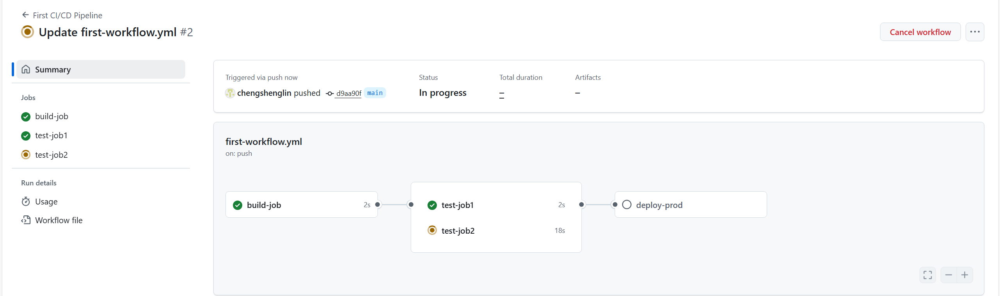 First CI/CD Pipeline
Update first-workflow.yml #2
Cancel workflow
Summary
Jobs
build-job
test-job1
test-job2
Run details
Usage
Workflow file
Triggered via push now
chengshenglin pushed d9aa90f main
Status
In progress
Total duration
–
Artifacts
–
first-workflow.yml
on: push
build-job 2s
test-job1 2s
test-job2 18s
deploy-prod